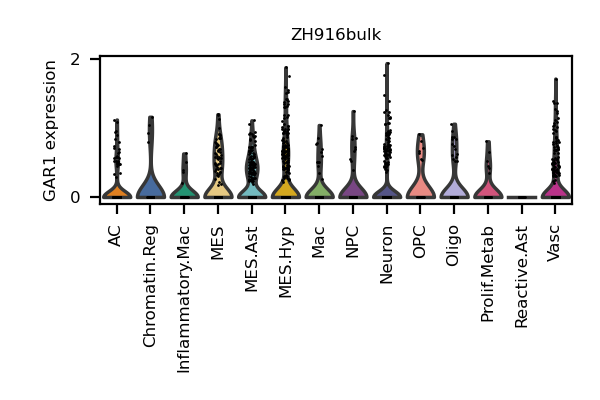 ZH916bulk
GAR1 expression
2
0
AC
Chromatin.Reg
Inflammatory.Mac
MES
MES.Ast
MES.Hyp
Mac
NPC
Neuron
OPC
Oligo
Prolif.Metab
Reactive.Ast
Vasc